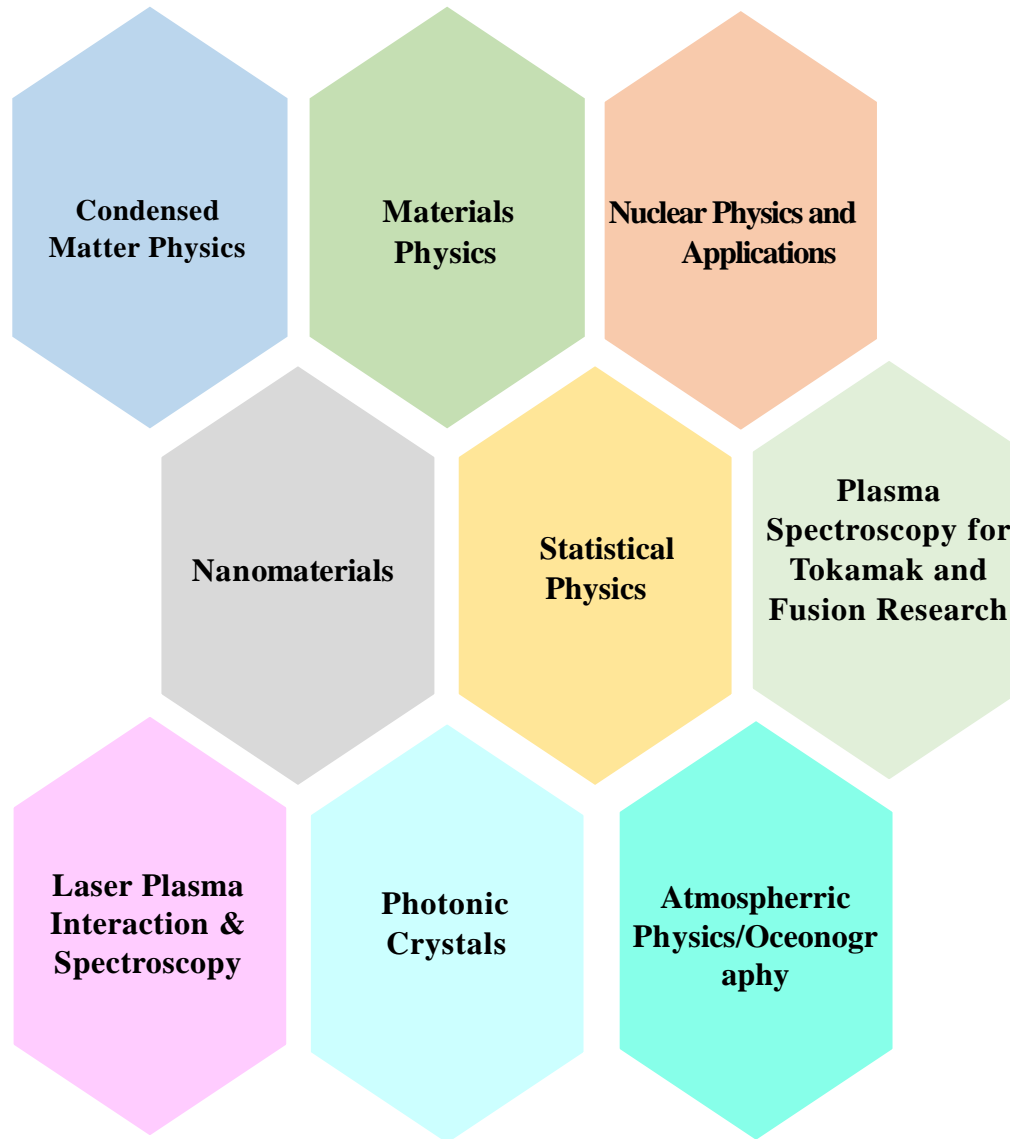 Condensed
Matter Physics
Materials
Physics
Nuclear Physics and
Applications
Nanomaterials
Statistical
Physics
Plasma
Spectroscopy for
Tokamak and
Fusion Research
Laser Plasma
Interaction &
Spectroscopy
Photonic
Crystals
Atmospherric
Physics/Oceonogr
aphy